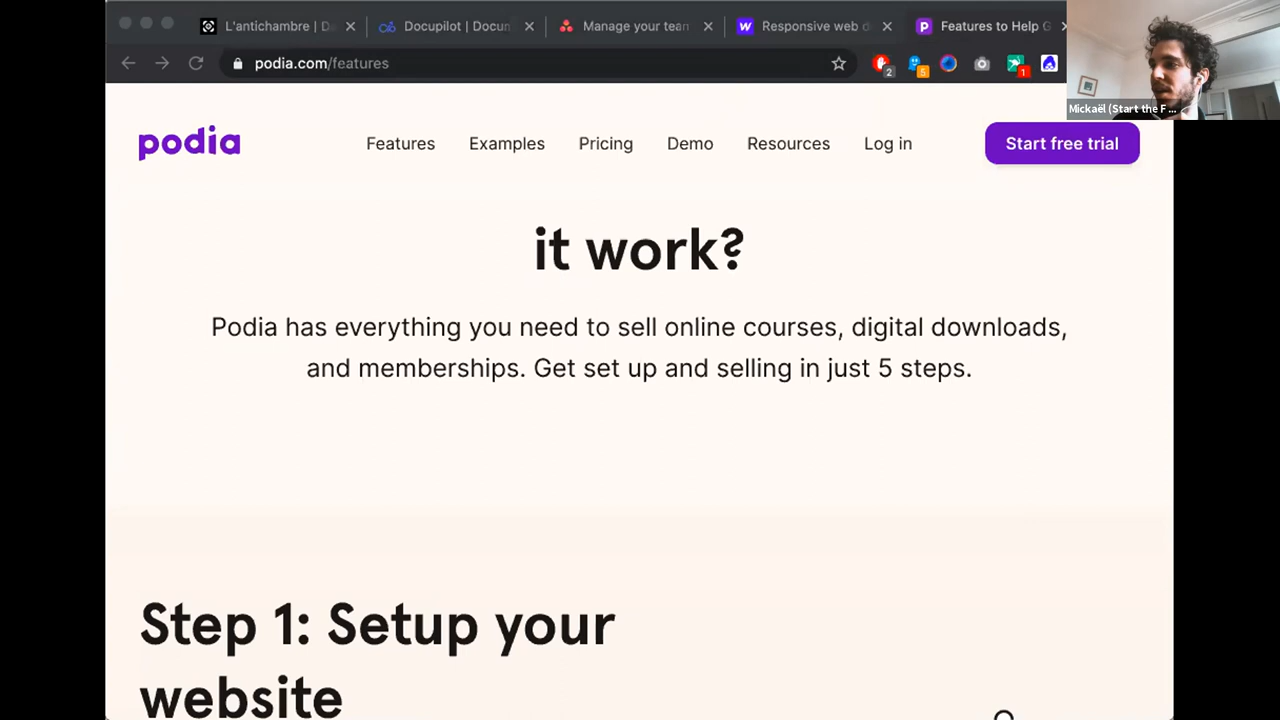 L'antichambre | D
Docupilot | Docun
Manage your tean
Responsive web d
Features to Help G
podia.com/features
2
5
1
Mickaël (Start the F ...
podia
Features
Examples
Pricing
Demo
Resources
Log in
Start free trial
it work?
Podia has everything you need to sell online courses, digital downloads,
and memberships. Get set up and selling in just 5 steps.
Step 1: Setup your
website